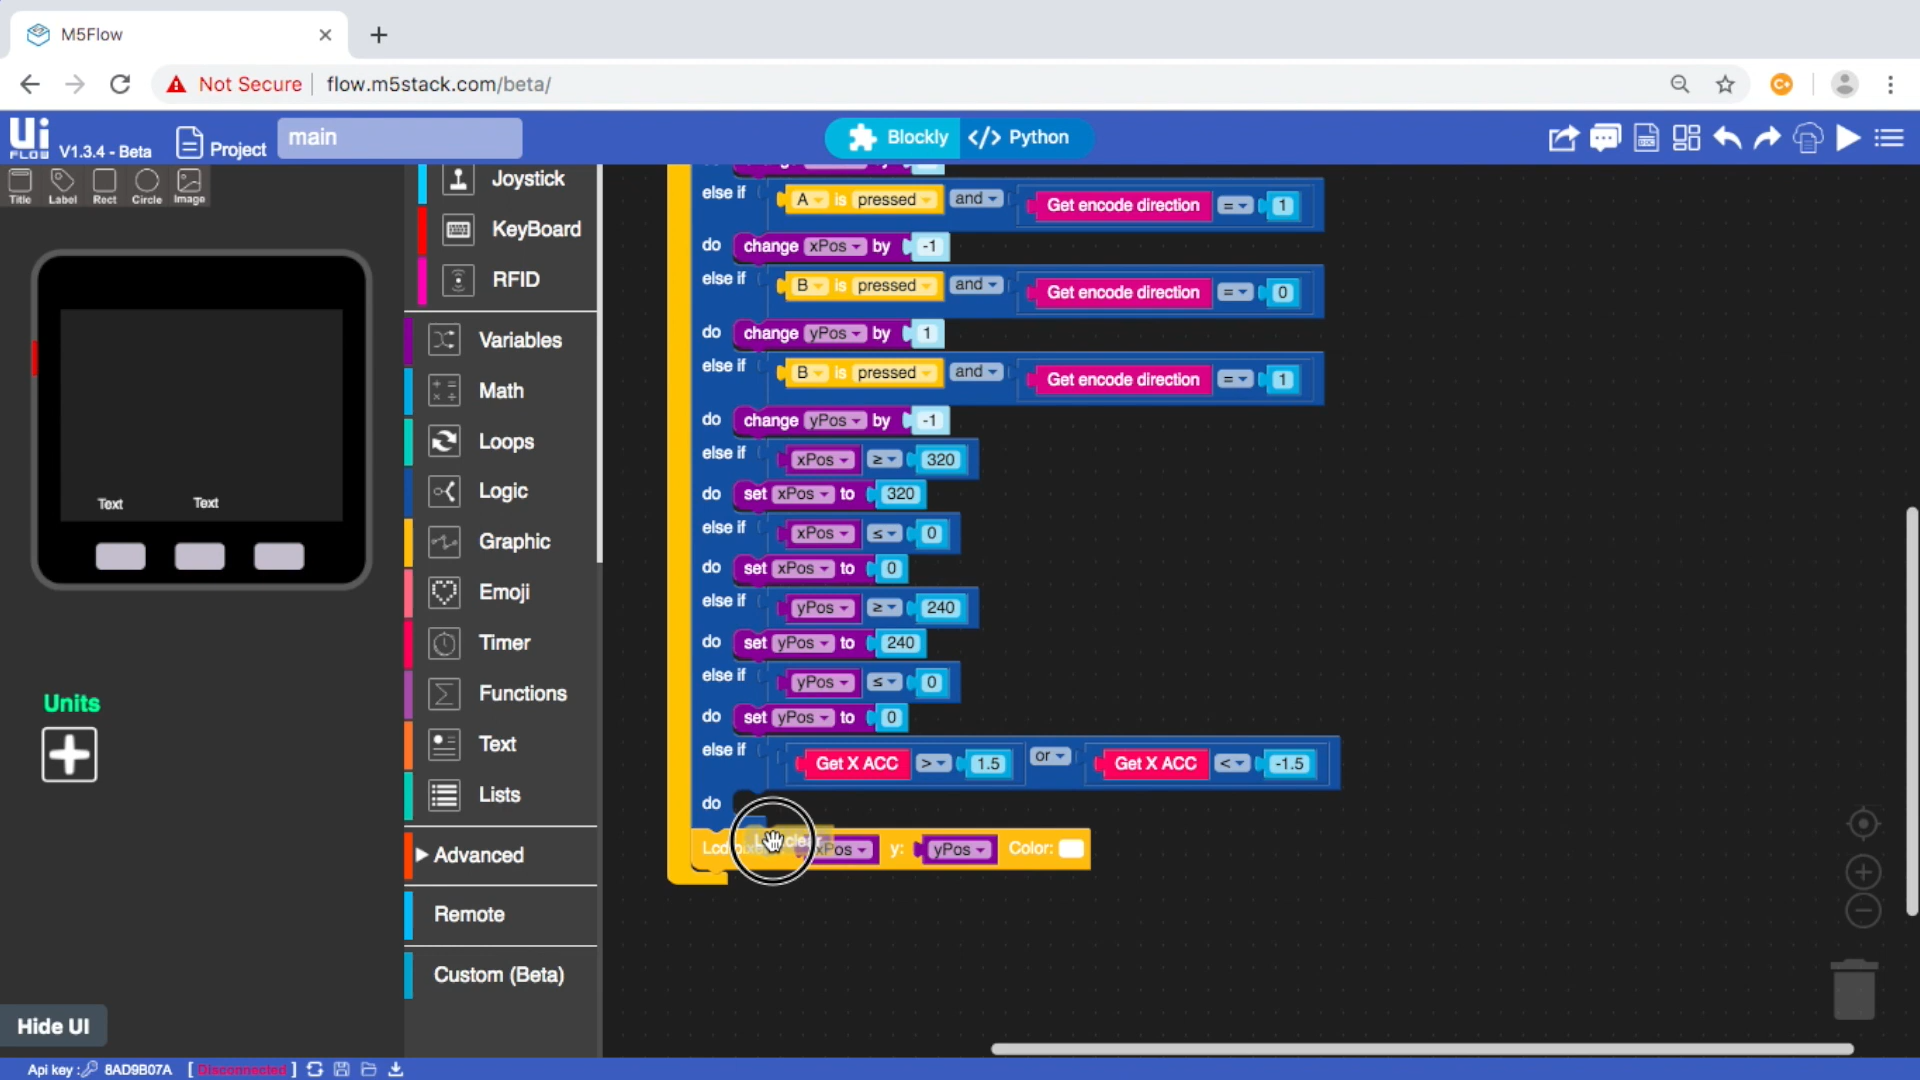 M5Flow
Not Secure flow.m5stack.com/beta/
Ui
FLOW V1.3.4 - Beta Project main Blockly </> Python
Title Label Rect Circle Image
Text Text
Units
Hide UI
Joystick
KeyBoard
RFID
Variables
Math
Loops
Logic
Graphic
Emoji
Timer
Functions
Text
Lists
Advanced
Remote
Custom (Beta)
else if A is pressed and Get encode direction = 1
do change xPos by -1
else if B is pressed and Get encode direction = 0
do change yPos by 1
else if B is pressed and Get encode direction = 1
do change yPos by -1
else if xPos ≥ 320
do set xPos to 320
else if xPos ≤ 0
do set xPos to 0
else if yPos ≥ 240
do set yPos to 240
else if yPos ≤ 0
do set yPos to 0
else if Get X ACC > 1.5 or Get X ACC < -1.5
do
xPos y: yPos Color:
Api key : 8AD9B07A [ Disconnected ]